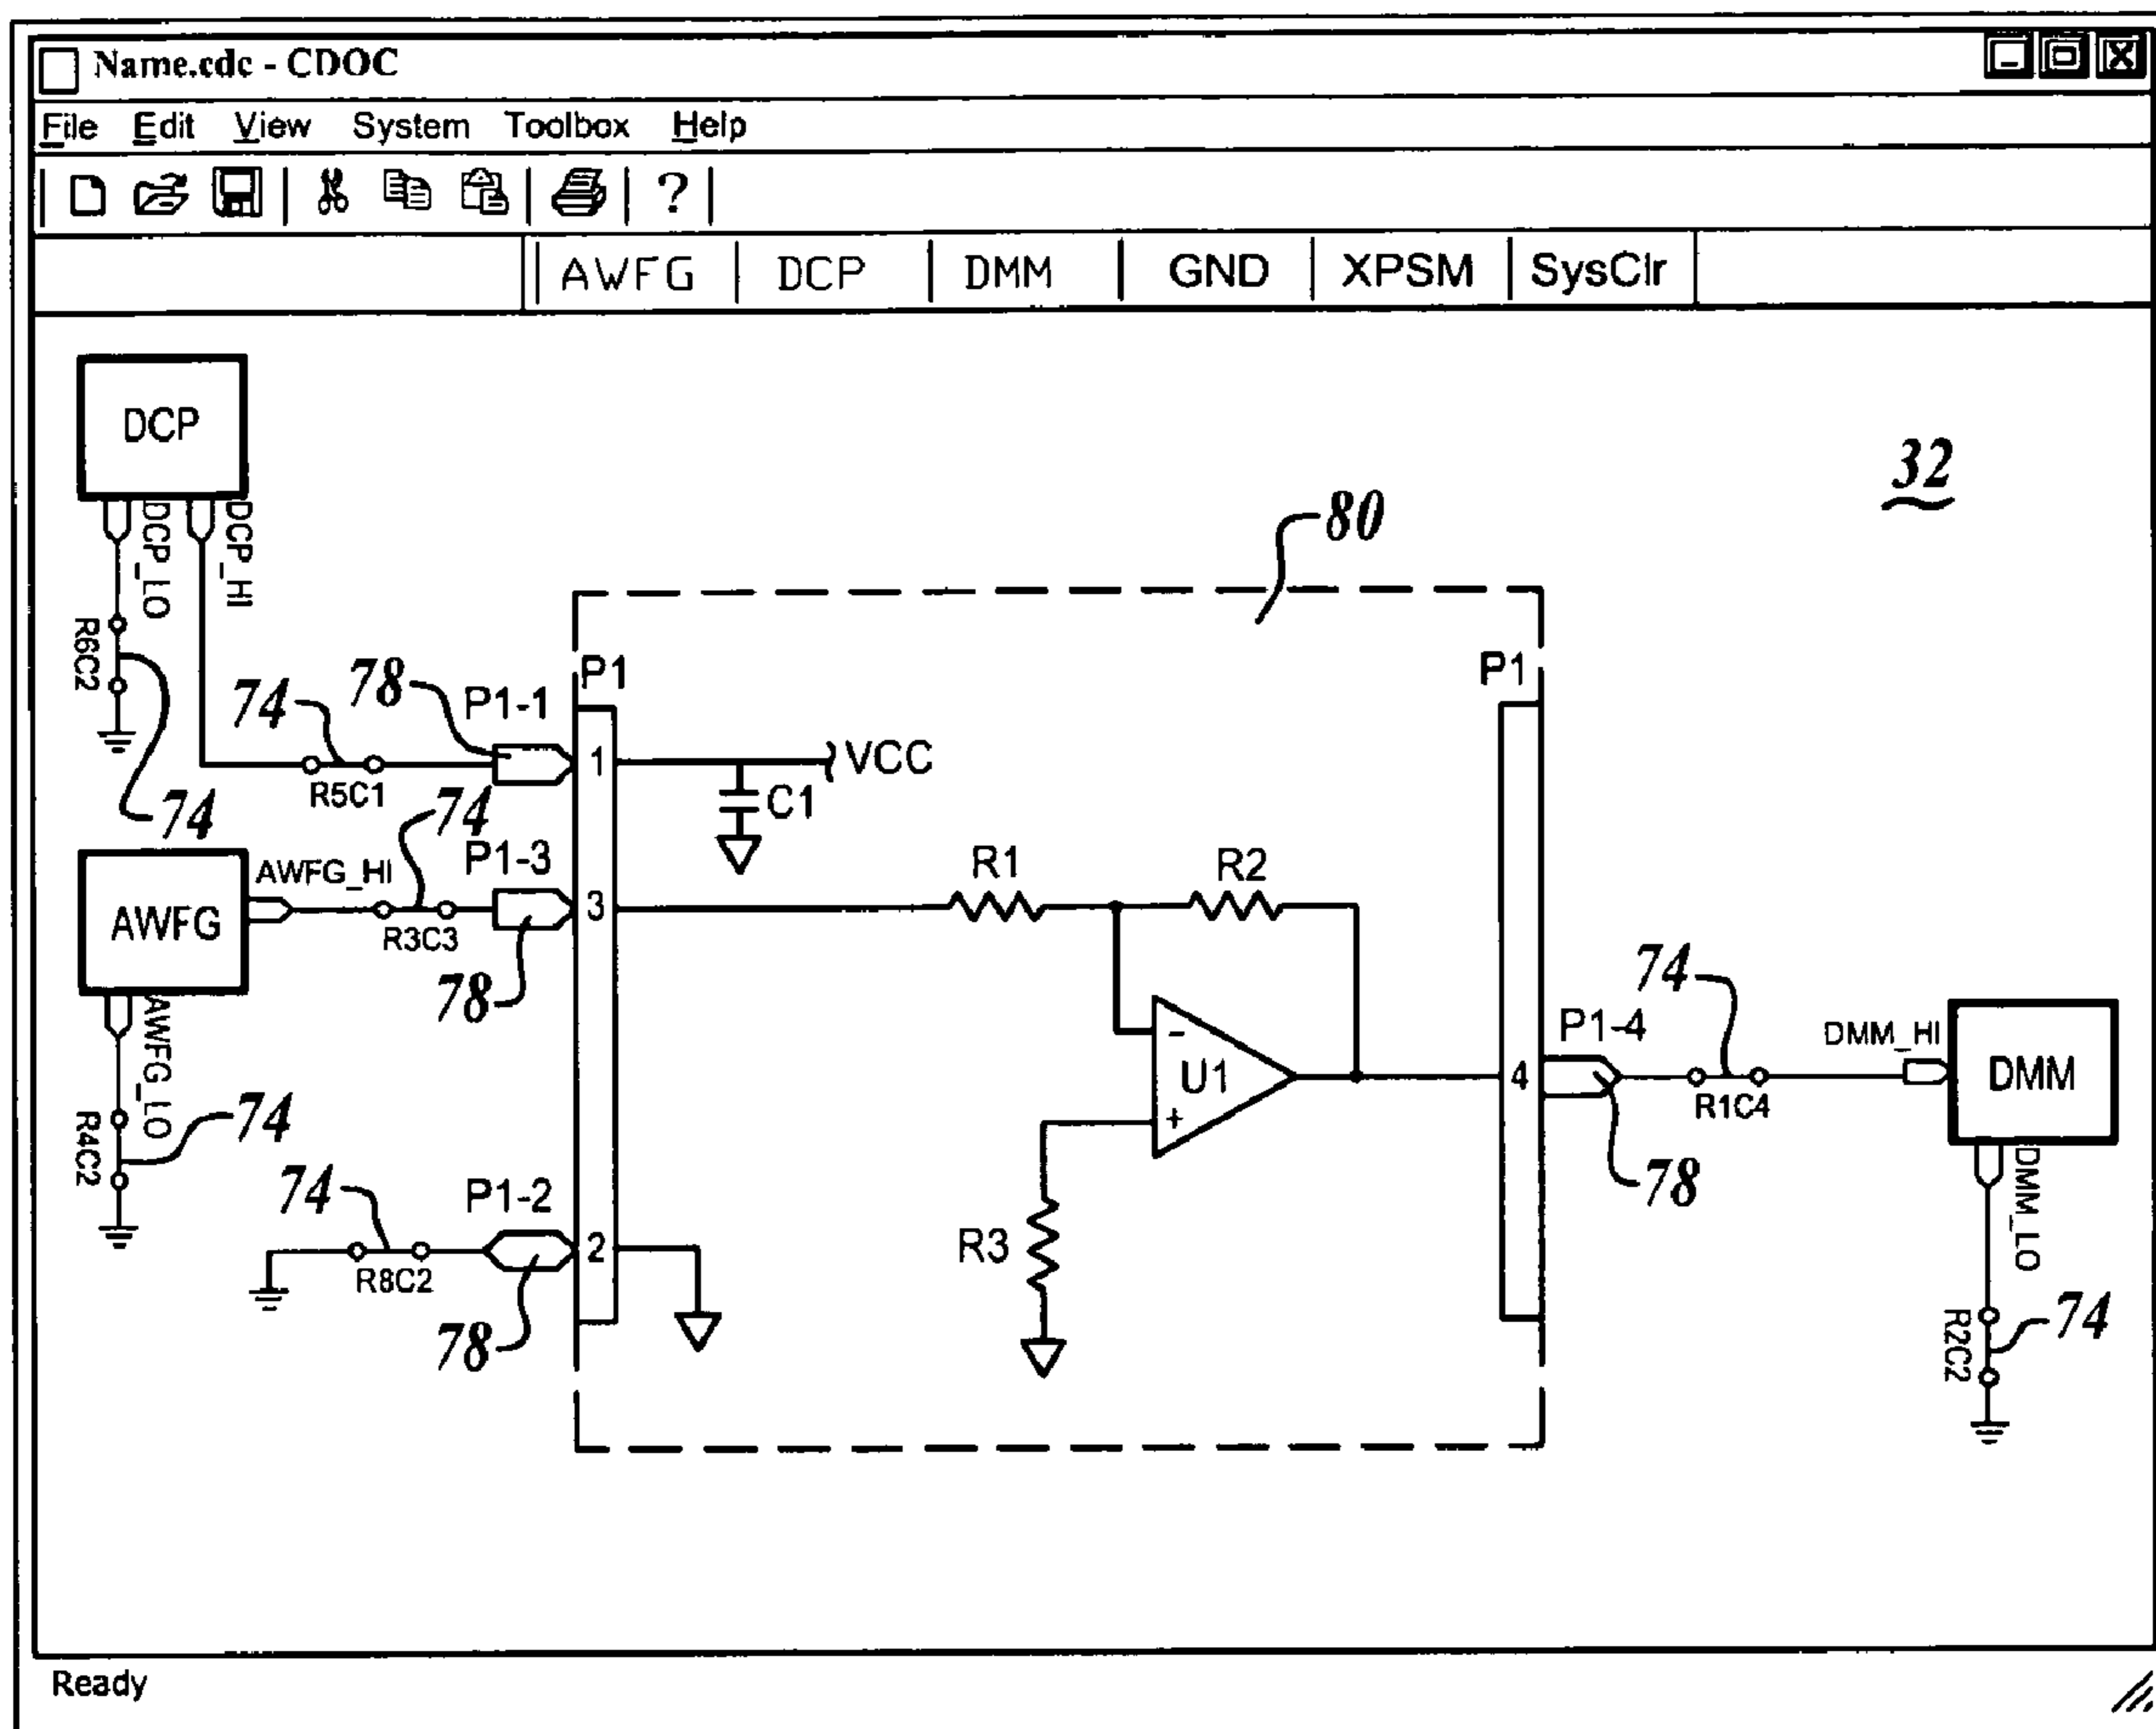 Name.cdc - CDOC
File Edit View System Toolbox Help
?
AWFG DCP DMM GND XPSM SysClr
DCP
32
DCP_LO
DCP_HI
80
R6C2
74
78
P1-1
P1
P1
1
VCC
R5C1
74
C1
74
P1-3
AWFG_HI
R1
R2
AWFG
3
R3C3
78
74
P1-4
DMM_HI
-
U1
4
DMM
AWFG_LO
R1C4
+
R4C2
74
78
74
P1-2
DMM_LO
R3
2
R8C2
78
R2C2
74
Ready